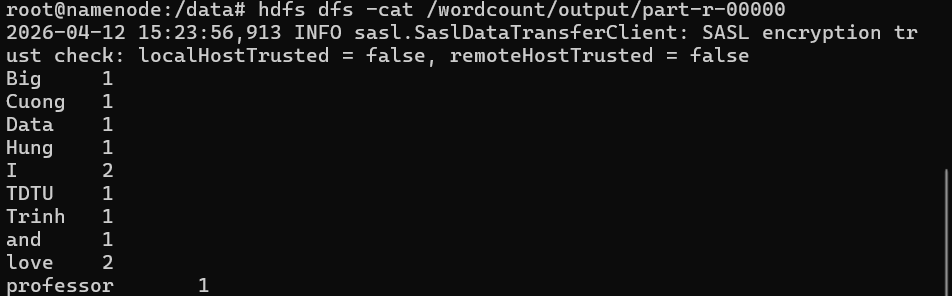 root@namenode:/data# hdfs dfs -cat /wordcount/output/part-r-00000
2026-04-12 15:23:56,913 INFO sasl.SaslDataTransferClient: SASL encryption tr
ust check: localHostTrusted = false, remoteHostTrusted = false
Big     1
Cuong   1
Data    1
Hung    1
I       2
TDTU    1
Trinh   1
and     1
love    2
professor       1